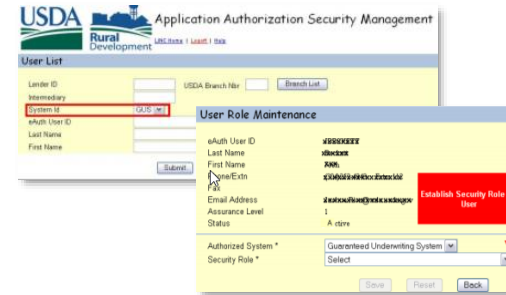 USDA
Rural
Development
Application Authorization Security Management
LINC Home | Logoff | Help
User List
Lender ID
USDA Branch Nbr
Branch List
Intermediary
System Id
GUS
eAuth User ID
Last Name
First Name
Submit
User Role Maintenance
eAuth User ID
Last Name
First Name
Phone/Extn
Fax
Email Address
Assurance Level
1
Status
Active
Establish Security Role
User
Authorized System *
Guaranteed Underwriting System
Security Role *
Select
Save
Reset
Back